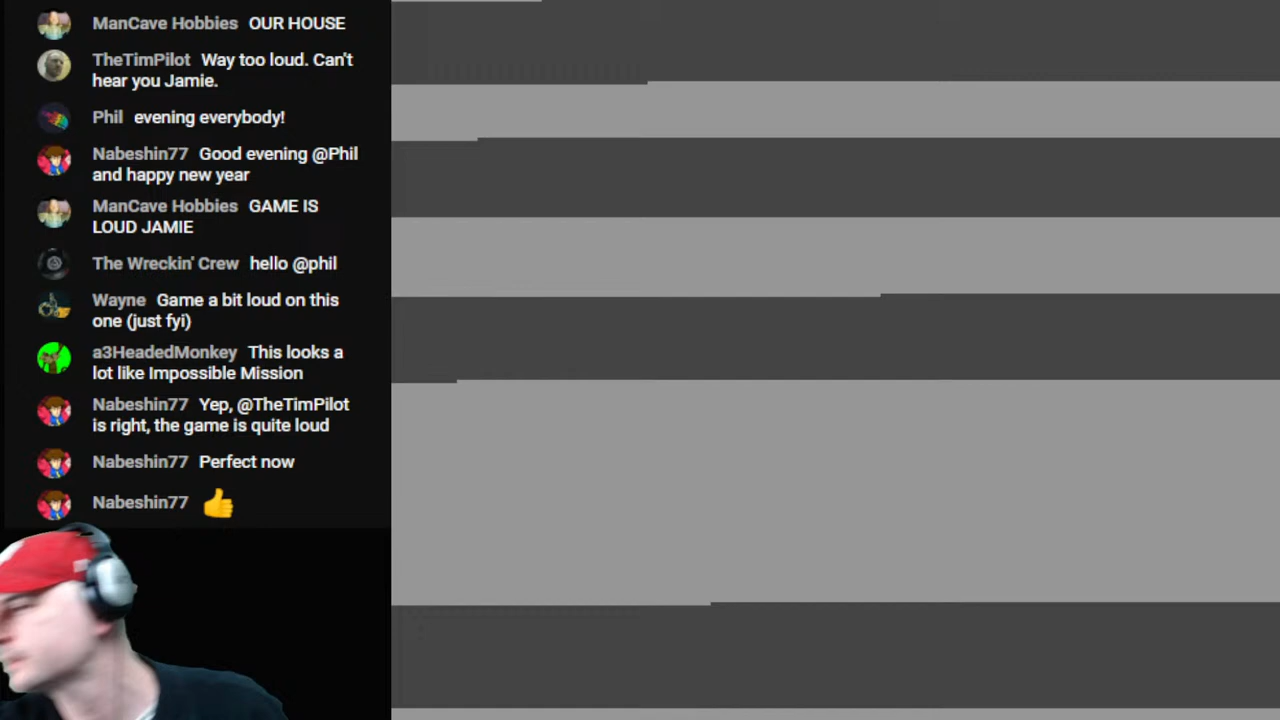 ManCave Hobbies OUR HOUSE
TheTimPilot Way too loud. Can't
hear you Jamie.
Phil evening everybody!
Nabeshin77 Good evening @Phil
and happy new year
ManCave Hobbies GAME IS
LOUD JAMIE
The Wreckin' Crew hello @phil
Wayne Game a bit loud on this
one (just fyi)
a3HeadedMonkey This looks a
lot like Impossible Mission
Nabeshin77 Yep, @TheTimPilot
is right, the game is quite loud
Nabeshin77 Perfect now
Nabeshin77 👍